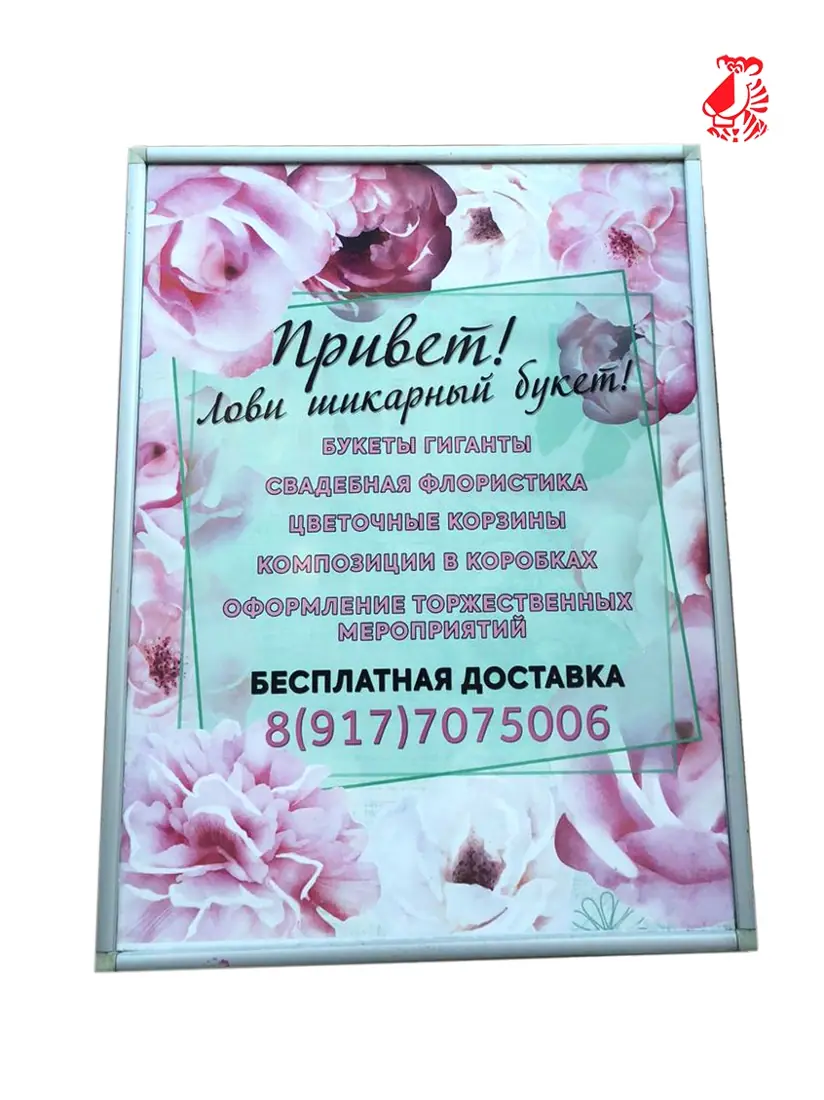 Привет!
Лови шикарный букет!
БУКЕТЫ ГИГАНТЫ
СВАДЕБНАЯ ФЛОРИСТИКА
ЦВЕТОЧНЫЕ КОРЗИНЫ
КОМПОЗИЦИИ В КОРОБКАХ
ОФОРМЛЕНИЕ ТОРЖЕСТВЕННЫХ
МЕРОПРИЯТИЙ
БЕСПЛАТНАЯ ДОСТАВКА
8(917)7075006